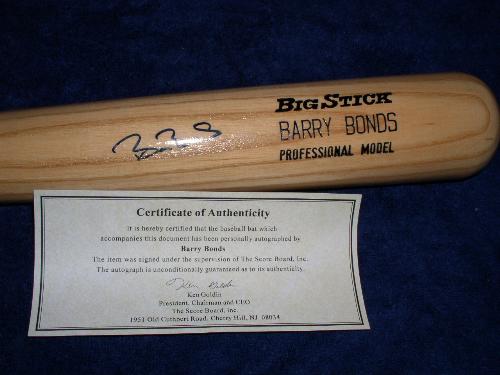 BIG STICK
BARRY BONDS
PROFESSIONAL MODEL
Certificate of Authenticity
It is hereby certified that the baseball bat which
accompanies this document has been personally autographed by
Barry Bonds
The item was signed under the supervision of The Score Board, Inc.
The autograph is unconditionally guaranteed as to its authenticity.
Ken Goldin
President, Chairman and CEO
The Score Board, inc.
1951 Old Cuthbert Road, Cherry Hill, NJ 08034